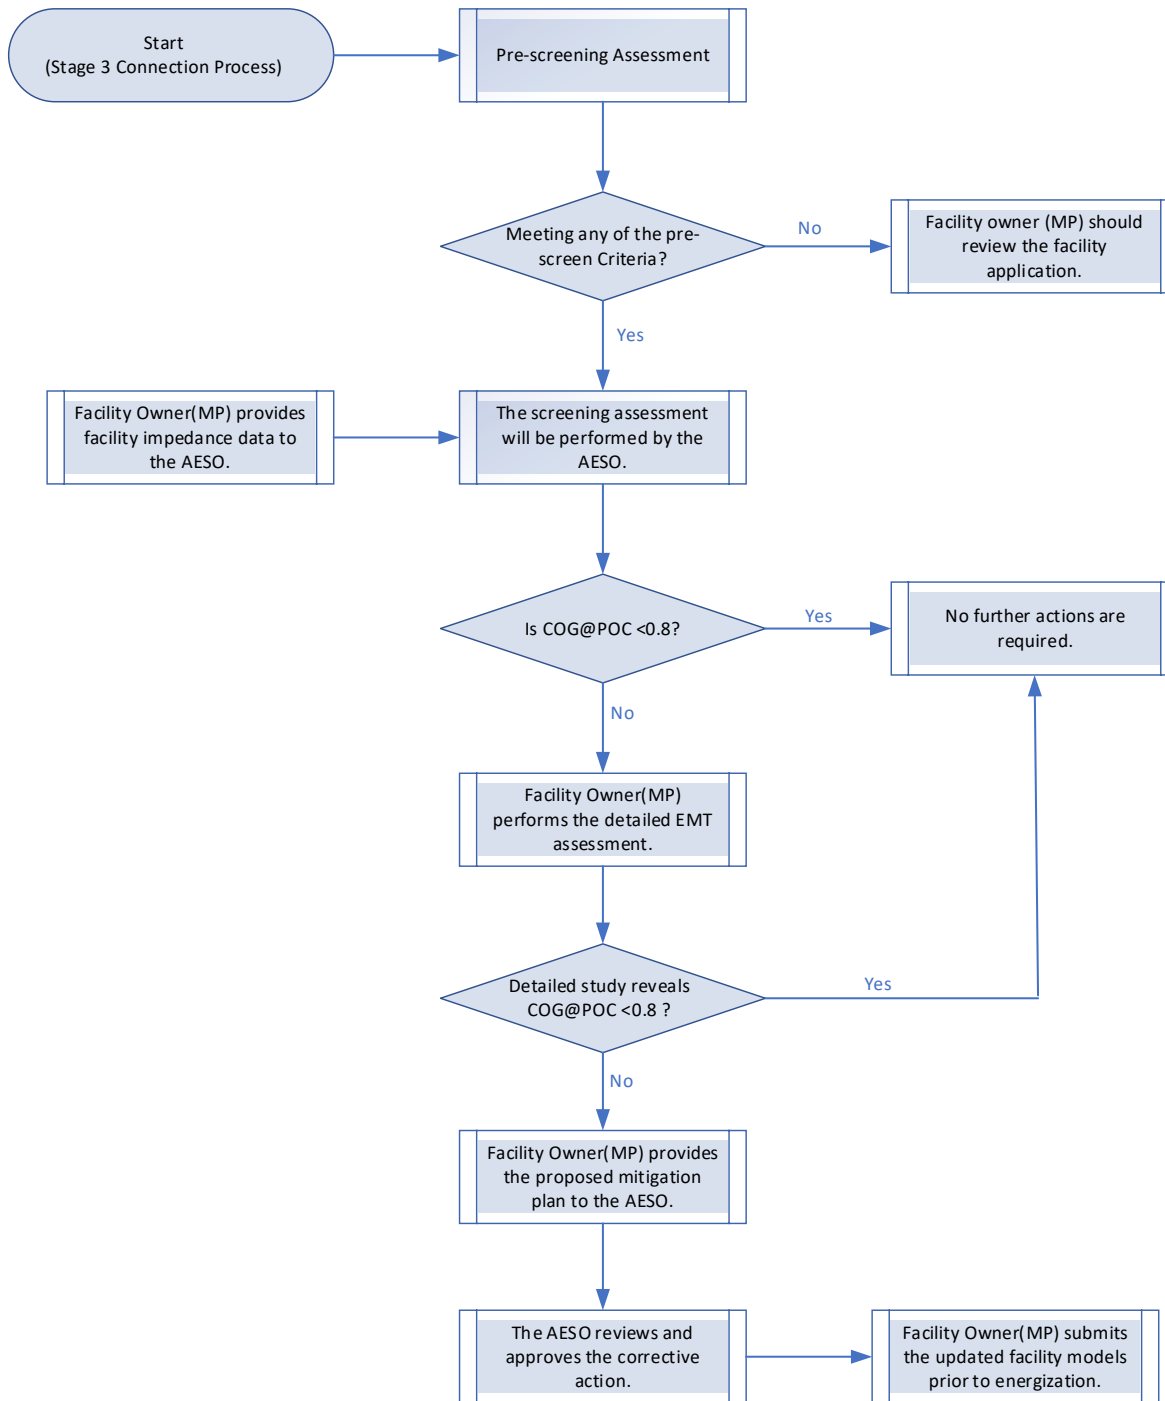 Start
(Stage 3 Connection Process)
Pre-screening Assessment
Meeting any of the pre-
screen Criteria?
No
Facility owner (MP) should
review the facility
application.
Yes
Facility Owner(MP) provides
facility impedance data to
the AESO.
The screening assessment
will be performed by the
AESO.
Is COG@POC <0.8?
Yes
No further actions are
required.
No
Facility Owner(MP)
performs the detailed EMT
assessment.
Detailed study reveals
COG@POC <0.8 ?
Yes
No
Facility Owner(MP) provides
the proposed mitigation
plan to the AESO.
The AESO reviews and
approves the corrective
action.
Facility Owner(MP) submits
the updated facility models
prior to energization.